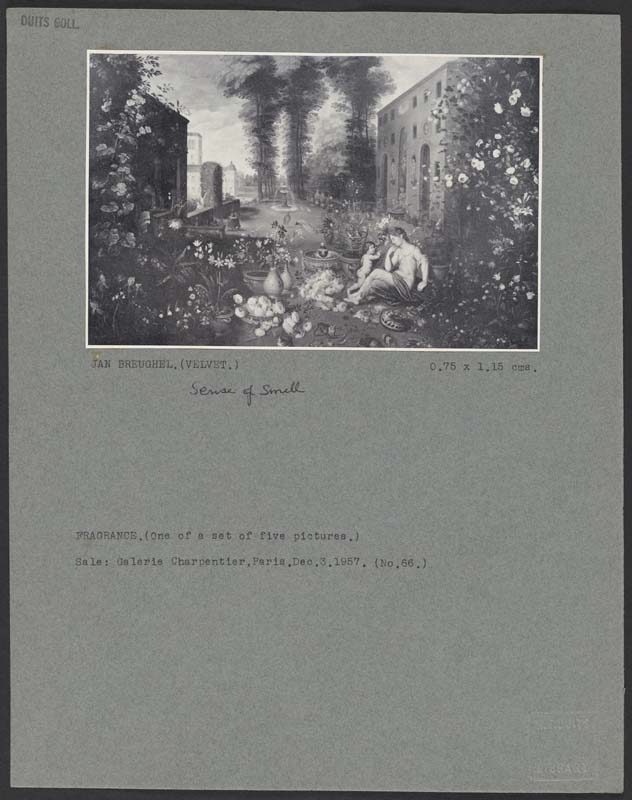 DUITS COLL.
JAN BREUGHEL.(VELVET.) 0.75 x 1.15 cms.
Sense of Smell
FRAGRANCE.(One of a set of five pictures.)
Sale: Galerie Charpentier,Paris,Dec.3.1957. (No.66.)
LIBRARY